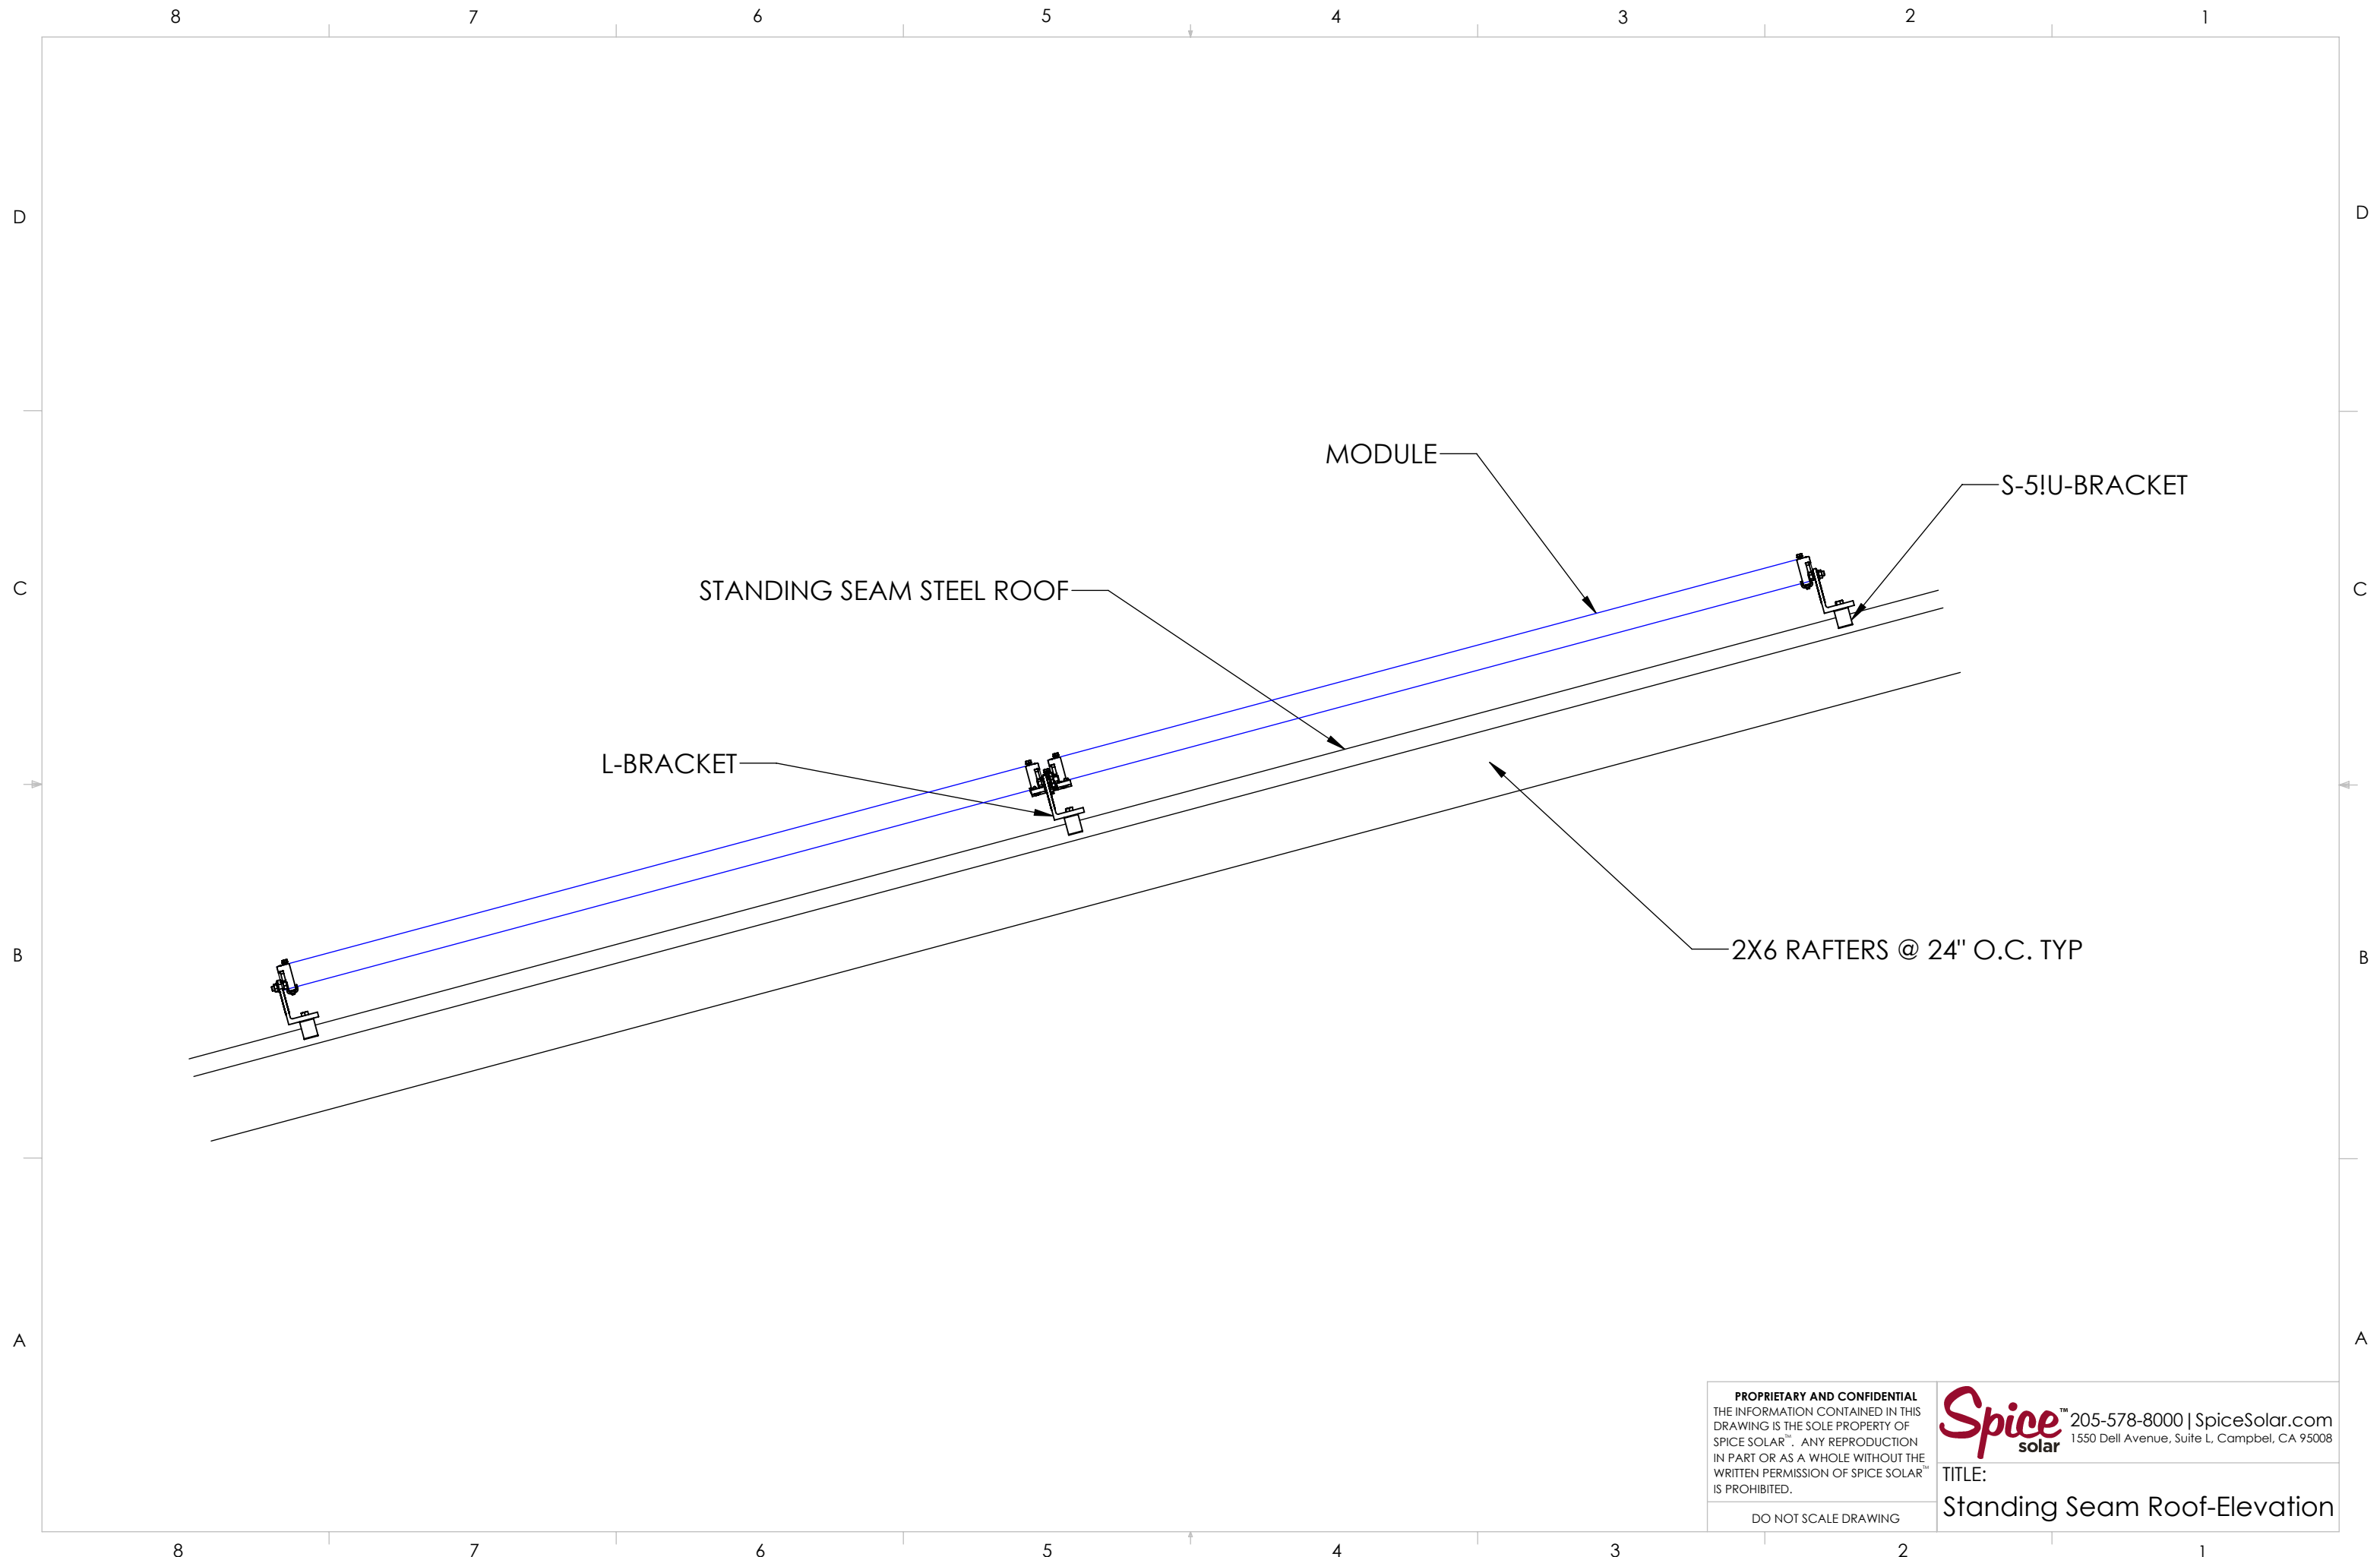 8 7 6 5 4 3 2 1
D D
MODULE
S-5!U-BRACKET
STANDING SEAM STEEL ROOF
C C
L-BRACKET
2X6 RAFTERS @ 24" O.C. TYP
B B
A A
PROPRIETARY AND CONFIDENTIAL
THE INFORMATION CONTAINED IN THIS
DRAWING IS THE SOLE PROPERTY OF
SPICE SOLAR™. ANY REPRODUCTION
IN PART OR AS A WHOLE WITHOUT THE
WRITTEN PERMISSION OF SPICE SOLAR™
IS PROHIBITED.
DO NOT SCALE DRAWING
Spice™
solar
205-578-8000|SpiceSolar.com
1550 Dell Avenue, Suite L, Campbel, CA 95008
TITLE:
Standing Seam Roof-Elevation
8 7 6 5 4 3 2 1